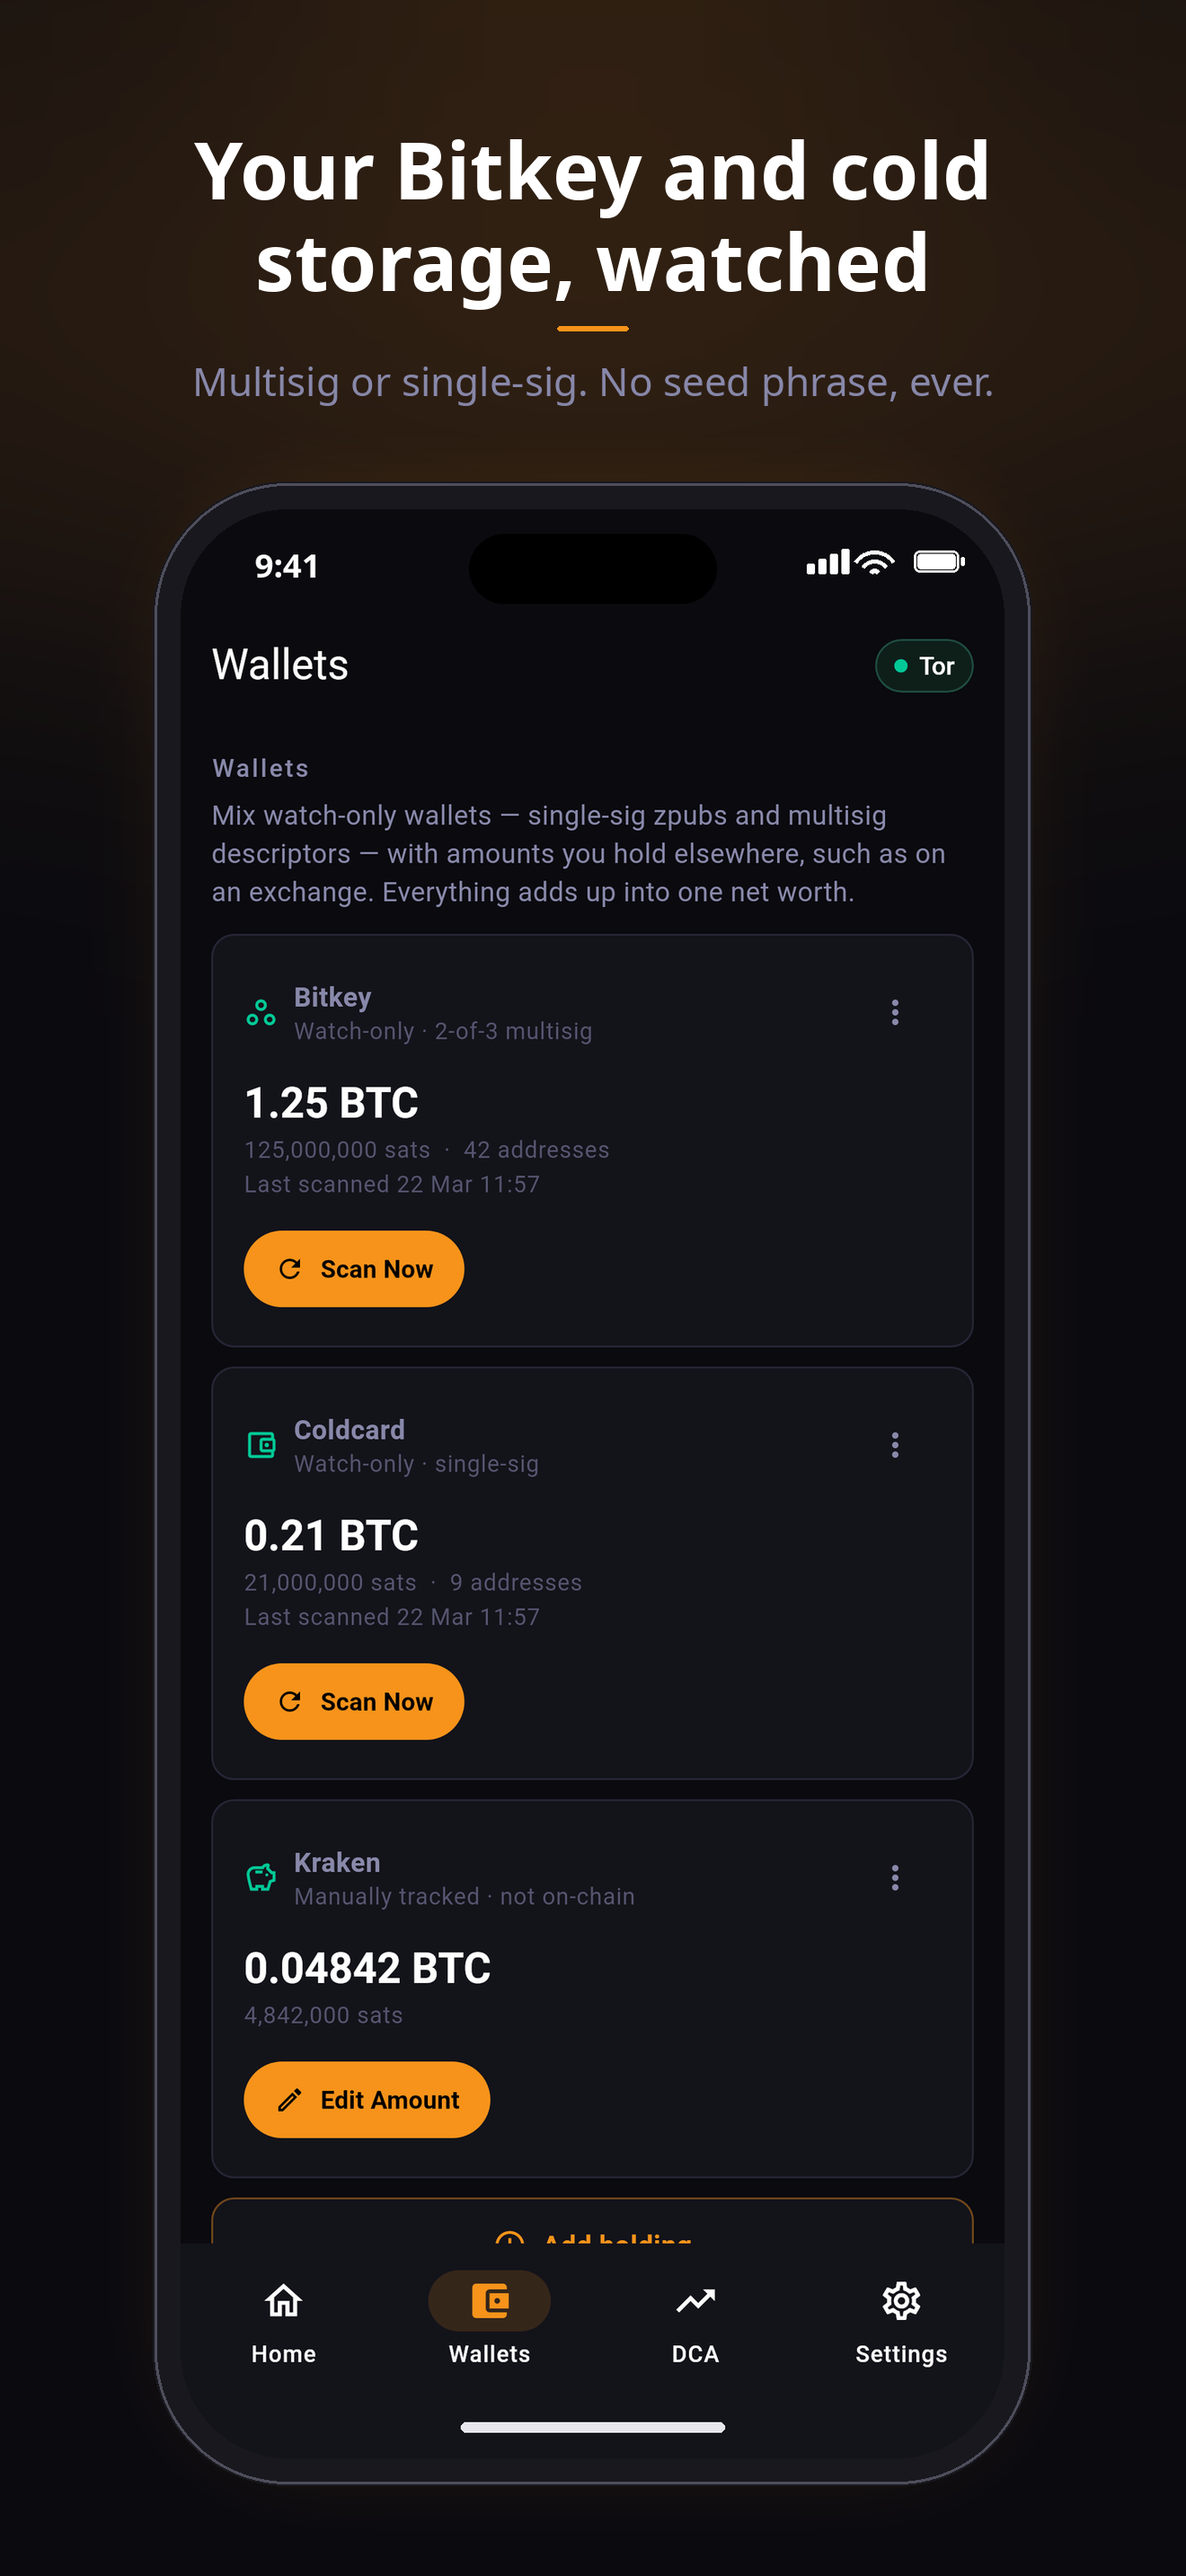 Your Bitkey and cold
storage, watched
Multisig or single-sig. No seed phrase, ever.
9:41
Wallets
Tor
Wallets
Mix watch-only wallets — single-sig zpubs and multisig
descriptors — with amounts you hold elsewhere, such as on
an exchange. Everything adds up into one net worth.
Bitkey
Watch-only · 2-of-3 multisig
1.25 BTC
125,000,000 sats · 42 addresses
Last scanned 22 Mar 11:57
Scan Now
Coldcard
Watch-only · single-sig
0.21 BTC
21,000,000 sats · 9 addresses
Last scanned 22 Mar 11:57
Scan Now
Kraken
Manually tracked · not on-chain
0.04842 BTC
4,842,000 sats
Edit Amount
Add holding
Home
Wallets
DCA
Settings